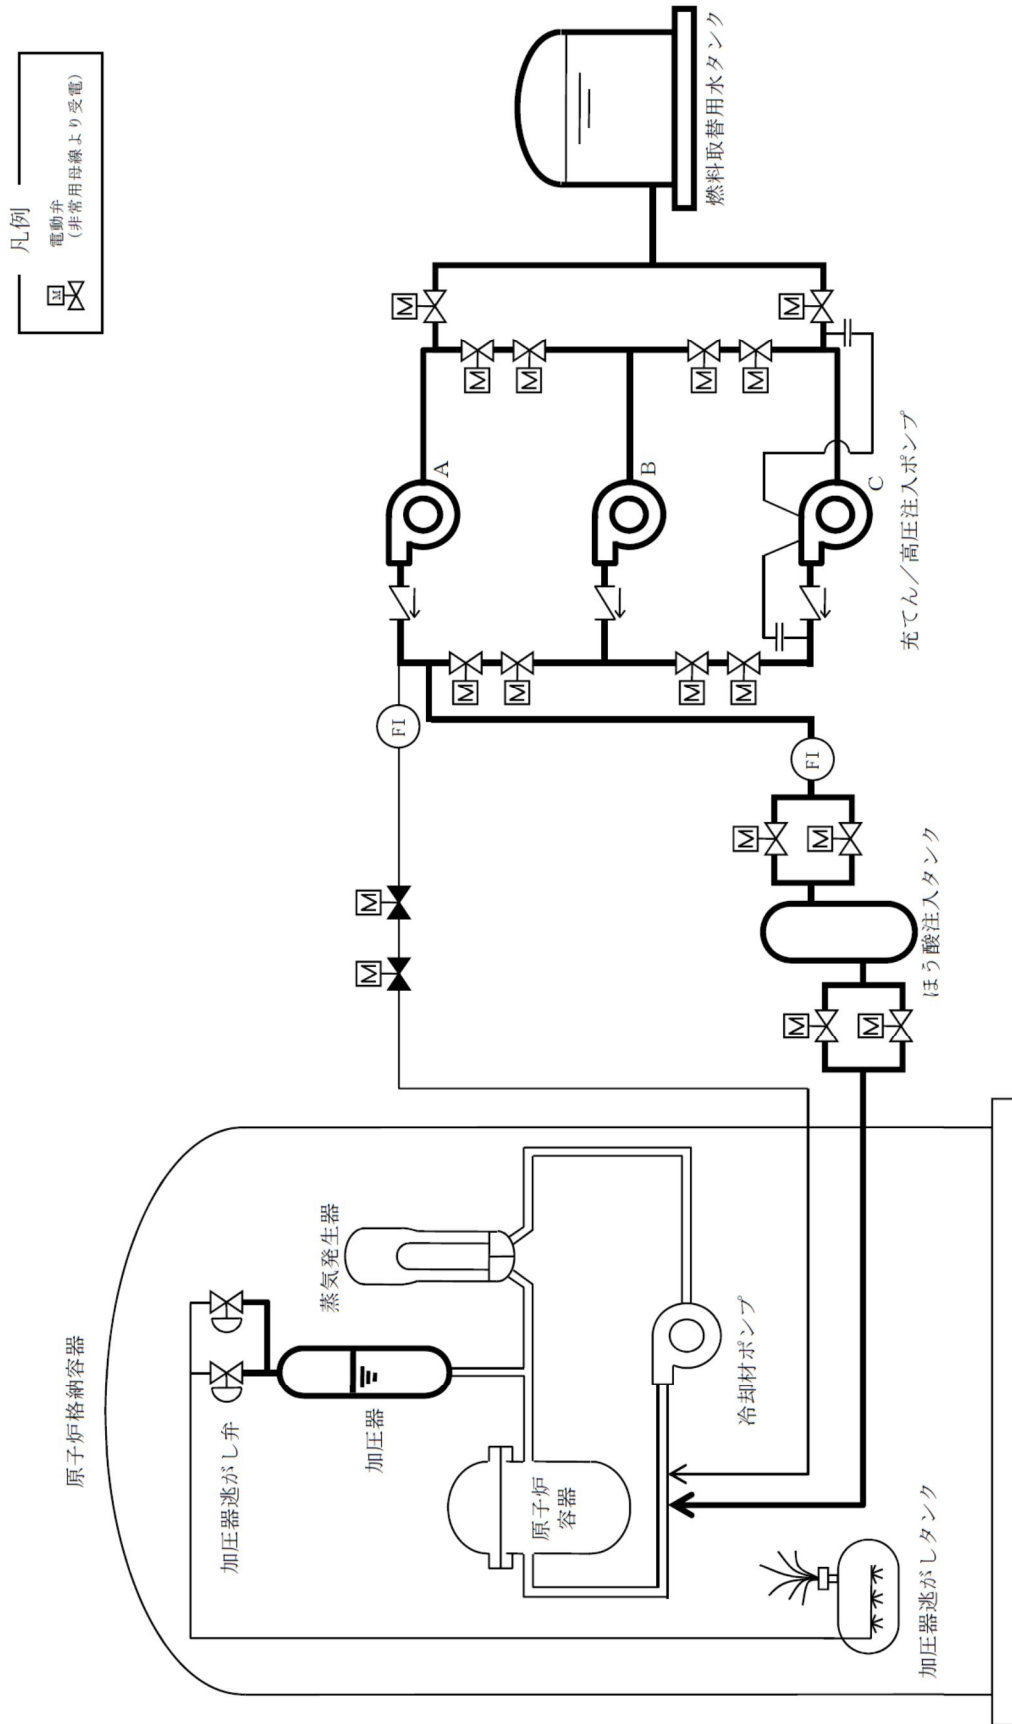 凡例
M
電動弁
(非常用母線より受電)
原子炉格納容器
加圧器逃がし弁
加圧器
蒸気発生器
原子炉
容器
冷却材ポンプ
加圧器逃がしタンク
M
M
FI
M
M
M
M
ほう酸注入タンク
FI
M
M
M
M
A
B
C
充てん/高圧注入ポンプ
M
M
M
M
M
M
燃料取替用水タンク